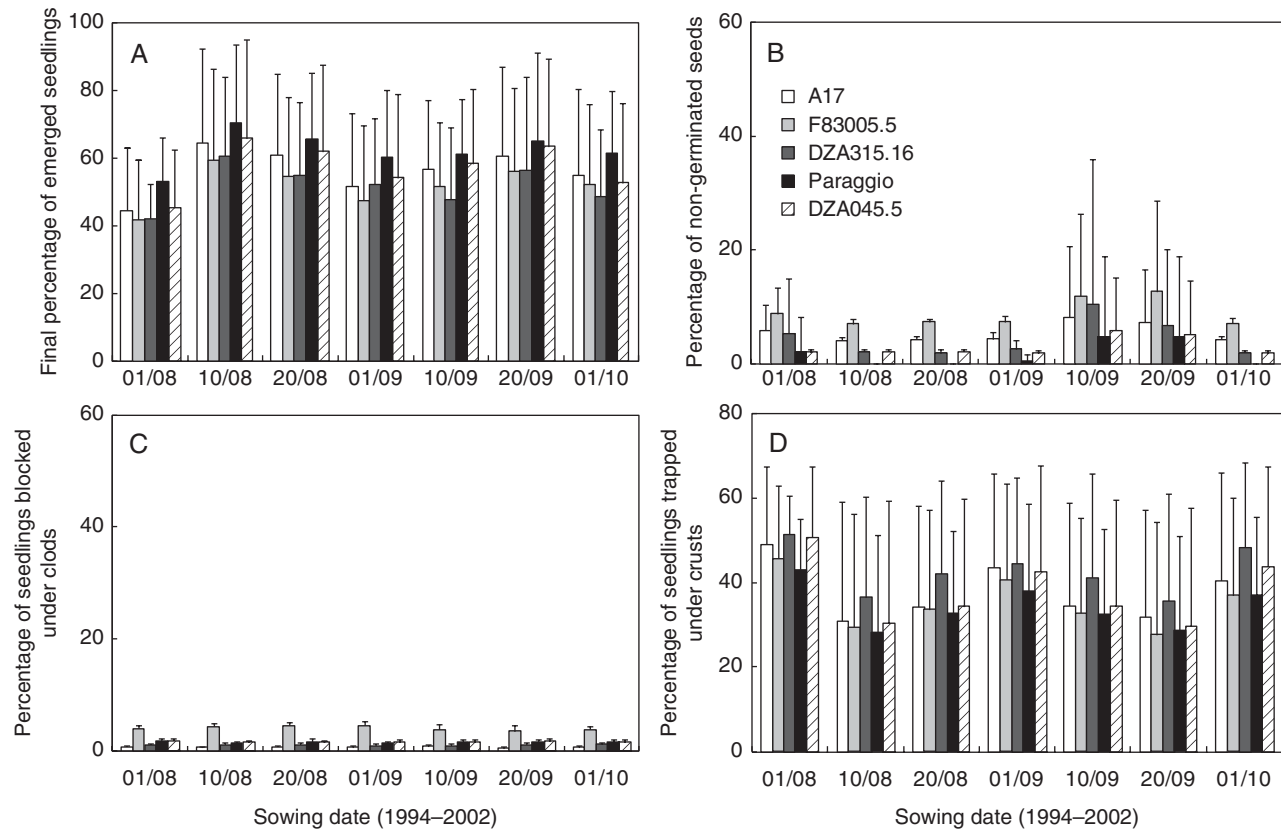 A
Final percentage of emerged seedlings
100
80
60
40
20
0
01/08 10/08 20/08 01/09 10/09 20/09 01/10
B
Percentage of non-germinated seeds
60
40
20
0
A17
F83005.5
DZA315.16
Paraggio
DZA045.5
01/08 10/08 20/08 01/09 10/09 20/09 01/10
C
Percentage of seedlings blocked
under clods
60
40
20
0
01/08 10/08 20/08 01/09 10/09 20/09 01/10
Sowing date (1994–2002)
D
Percentage of seedlings trapped
under crusts
80
60
40
20
0
01/08 10/08 20/08 01/09 10/09 20/09 01/10
Sowing date (1994–2002)